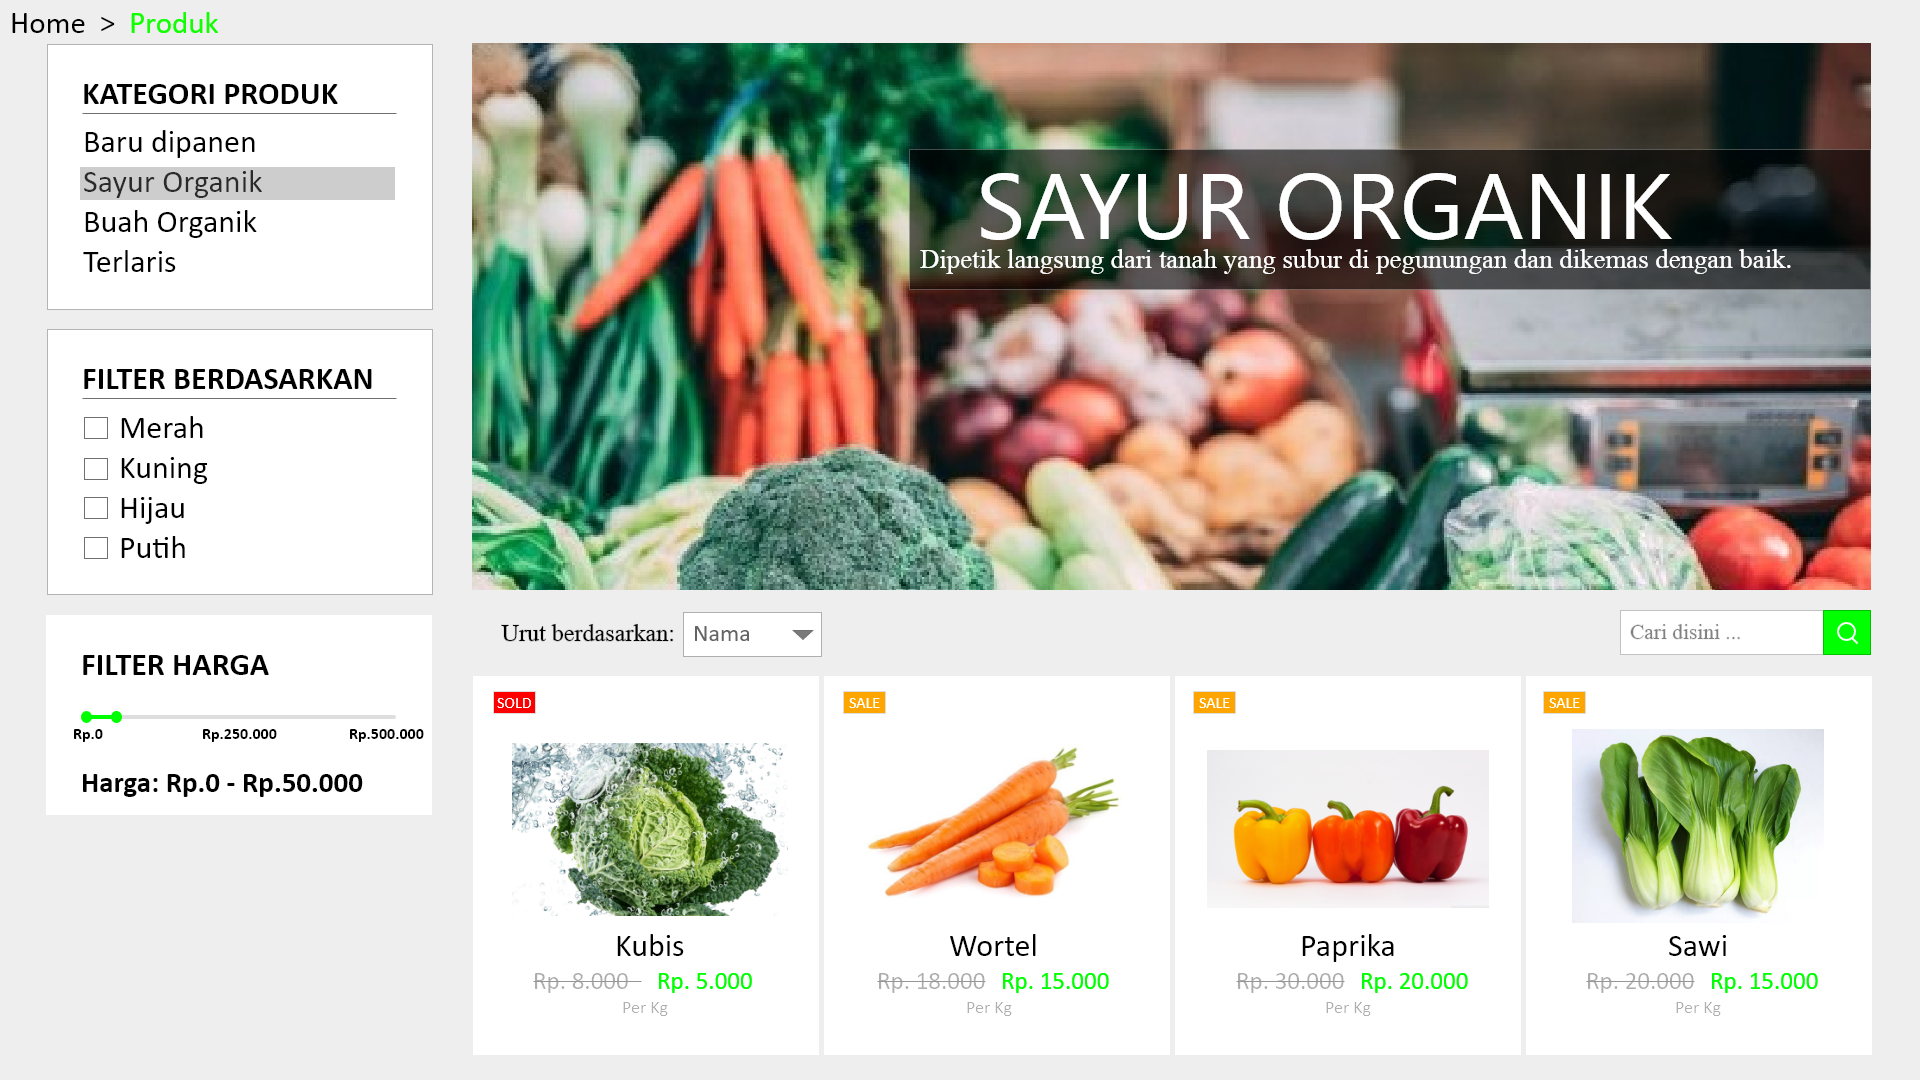 Home > Produk
KATEGORI PRODUK
Baru dipanen
Sayur Organik
Buah Organik
Terlaris
FILTER BERDASARKAN
Merah
Kuning
Hijau
Putih
FILTER HARGA
Rp.0 Rp.250.000 Rp.500.000
Harga: Rp.0 - Rp.50.000
SAYUR ORGANIK
Dipetik langsung dari tanah yang subur di pegunungan dan dikemas dengan baik.
Urut berdasarkan: Nama
Cari disini ...
SOLD
Kubis
Rp. 8.000 Rp. 5.000
Per Kg
SALE
Wortel
Rp. 18.000 Rp. 15.000
Per Kg
SALE
Paprika
Rp. 30.000 Rp. 20.000
Per Kg
SALE
Sawi
Rp. 20.000 Rp. 15.000
Per Kg